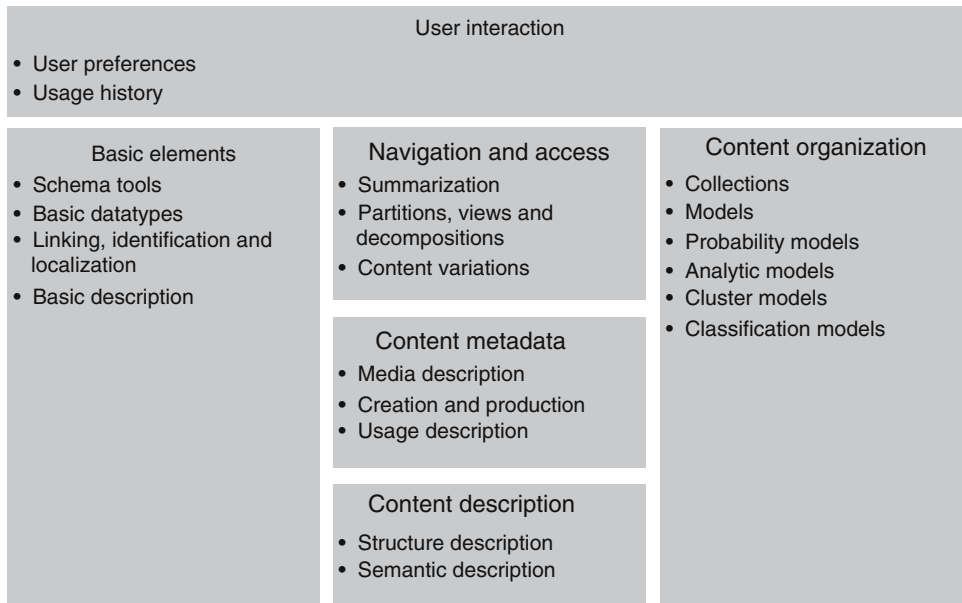 User interaction
• User preferences
• Usage history
Basic elements
• Schema tools
• Basic datatypes
• Linking, identification and
localization
• Basic description
Navigation and access
• Summarization
• Partitions, views and
decompositions
• Content variations
Content metadata
• Media description
• Creation and production
• Usage description
Content description
• Structure description
• Semantic description
Content organization
• Collections
• Models
• Probability models
• Analytic models
• Cluster models
• Classification models